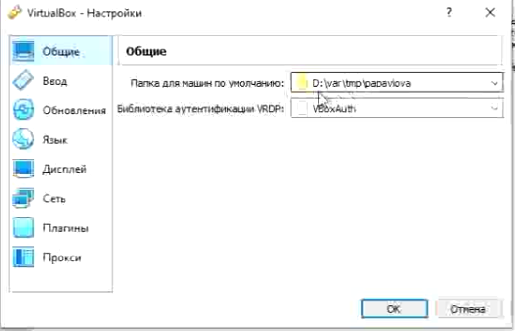 VirtualBox - Настройки
?
Общие
Ввод
Обновления
Язык
Дисплей
Сеть
Плагины
Прокси
Общие
Папка для машин по умолчанию: D:\var\tmp\papavlova
Библиотека аутентификации VRDP: VBoxAuth
OK Отмена